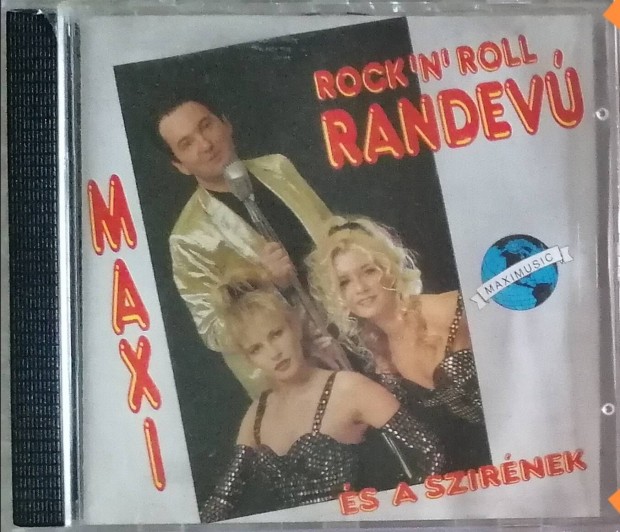 ROCK'N'ROLL
RANDEVÚ
MAXI
MAXIMUSIC
ÉS A SZIRÉNEK